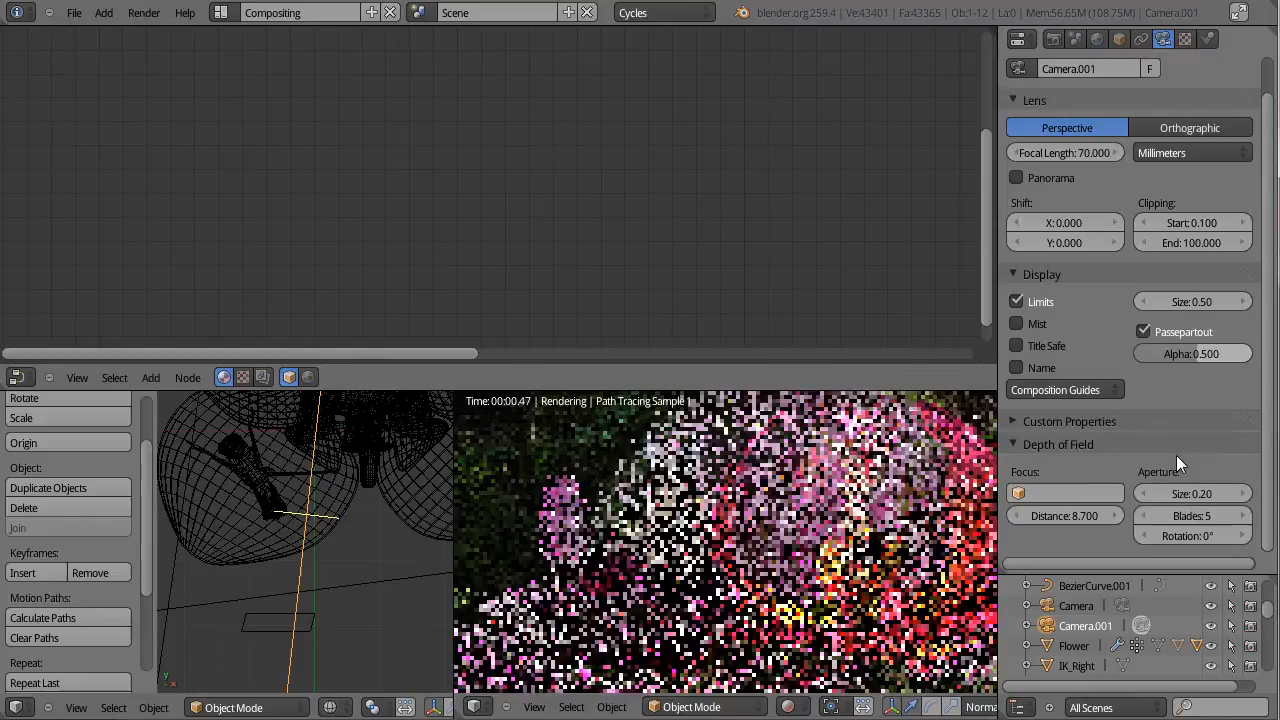 File Add Render Help Compositing Scene Cycles blender.org 259.4 | Ve:43401 | Fa:43365 | Ob:1-12 | La:0 | Mem:56.65M (108.75M) | Camera.001
Camera.001 F
Lens
Perspective Orthographic
Focal Length: 70.000 Millimeters
Panorama
Shift: Clipping:
X: 0.000 Start: 0.100
Y: 0.000 End: 100.000
Display
Limits Size: 0.50
Mist Passepartout
Title Safe Alpha: 0.500
Name
Composition Guides
Custom Properties
Depth of Field
Focus: Aperture
Size: 0.20
Distance: 8.700 Blades: 5
Rotation: 0°
BezierCurve.001
Camera
Camera.001
Flower
IK_Right
View Search All Scenes
View Select Add Node
Rotate
Scale
Origin
Object:
Duplicate Objects
Delete
Join
Keyframes:
Insert Remove
Motion Paths:
Calculate Paths
Clear Paths
Repeat:
Repeat Last
Time: 00:00.47 | Rendering | Path Tracing Sample 1
View Select Object Object Mode
View Select Object Object Mode Norma